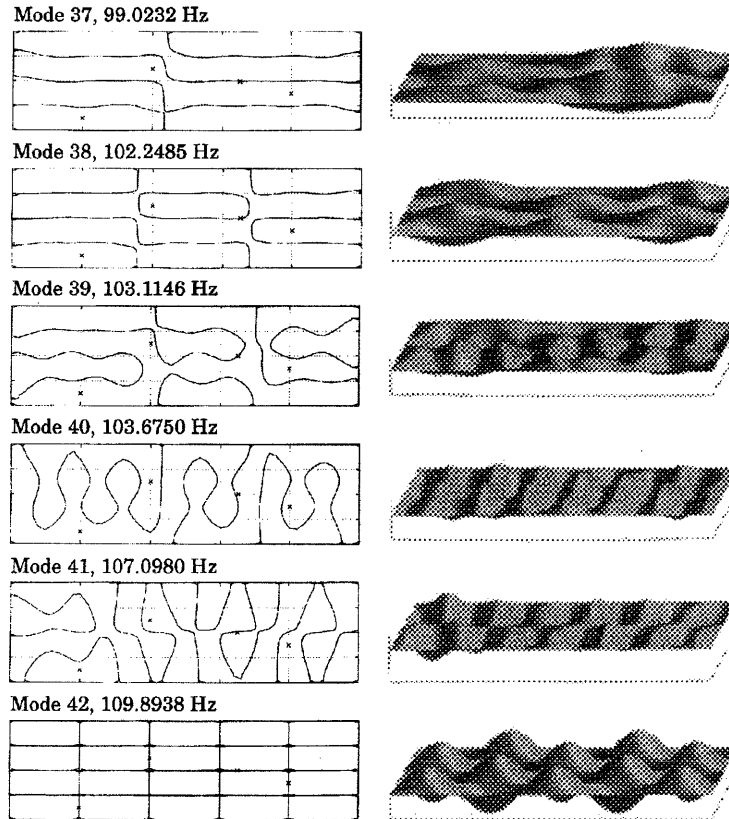 Mode 37, 99.0232 Hz
Mode 38, 102.2485 Hz
Mode 39, 103.1146 Hz
Mode 40, 103.6750 Hz
Mode 41, 107.0980 Hz
Mode 42, 109.8938 Hz